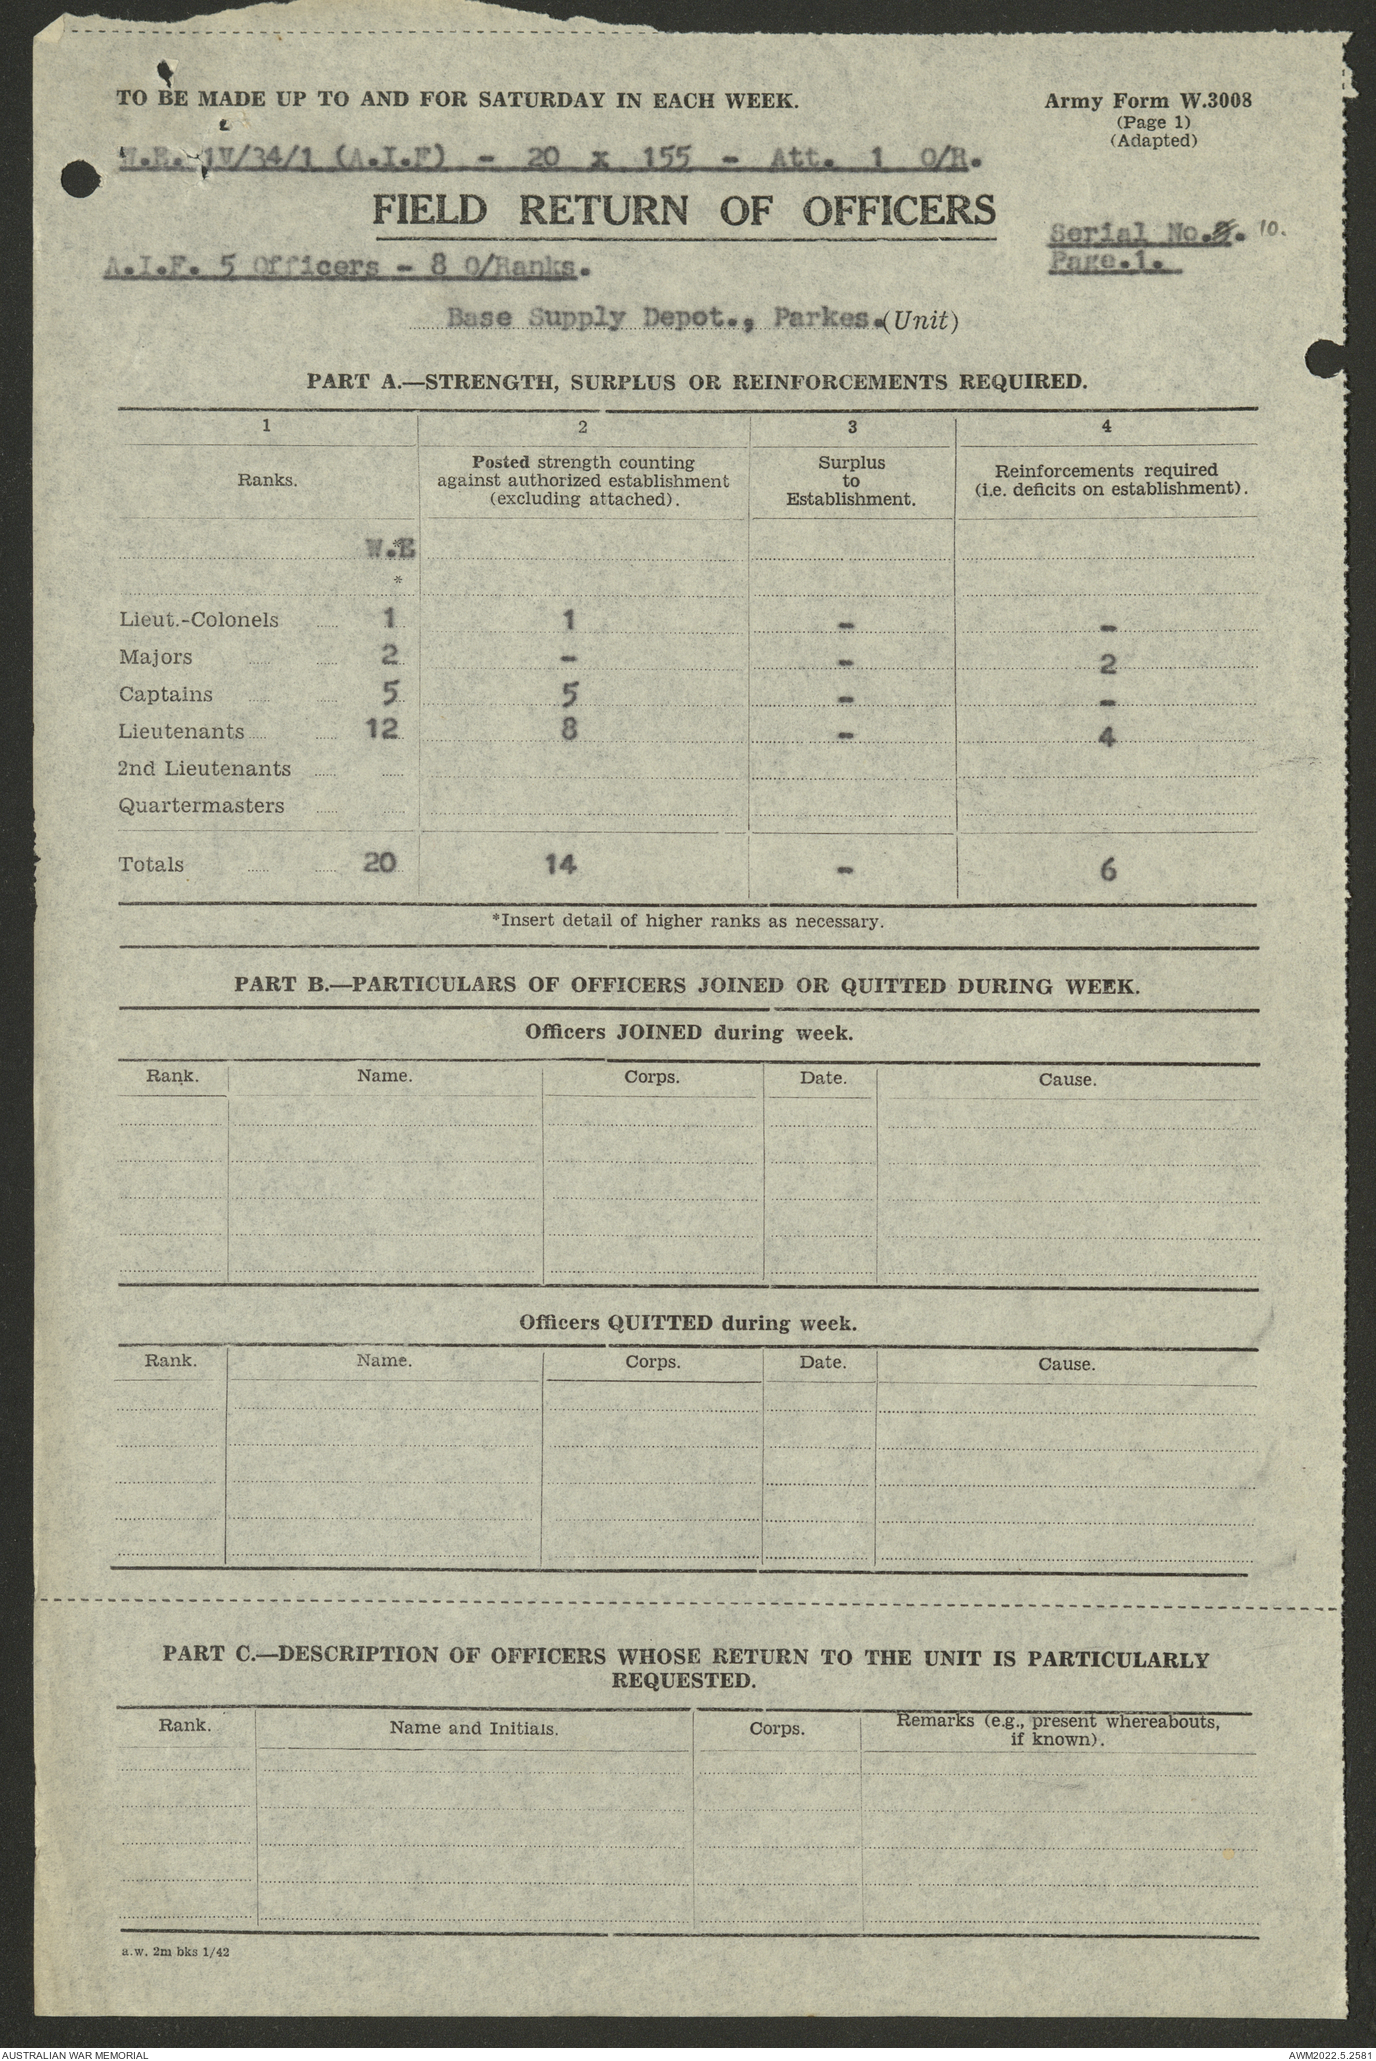 TO BE MADE UP TO AND FOR SATURDAY IN EACH WEEK.
Army Form W.3008
(Page 1)
(Adapted)
W.E. 1V/34/1 (A.I.F) - 20 x 155 - Att. 1 O/R.
FIELD RETURN OF OFFICERS
Serial No. 10.
Page.1.
A.I.F. 5 Officers - 8 O/Ranks.
Base Supply Depot., Parkes. (Unit)
PART A.—STRENGTH, SURPLUS OR REINFORCEMENTS REQUIRED.
1 2 3 4
Ranks.
Posted strength counting
against authorized establishment
(excluding attached).
Surplus
to
Establishment.
Reinforcements required
(i.e. deficits on establishment).
W.E *
*
Lieut.-Colonels 1 1 - -
Majors 2 - - 2
Captains 5 5 - -
Lieutenants 12 8 - 4
2nd Lieutenants
Quartermasters
Totals 20 14 - 6
*Insert detail of higher ranks as necessary.
PART B.—PARTICULARS OF OFFICERS JOINED OR QUITTED DURING WEEK.
Officers JOINED during week.
Rank. Name. Corps. Date. Cause.
Officers QUITTED during week.
Rank. Name. Corps. Date. Cause.
PART C.—DESCRIPTION OF OFFICERS WHOSE RETURN TO THE UNIT IS PARTICULARLY
REQUESTED.
Rank. Name and Initials. Corps. Remarks (e.g., present whereabouts,
if known).
a.w. 2m bks 1/42
AUSTRALIAN WAR MEMORIAL
AWM2022.5.2581